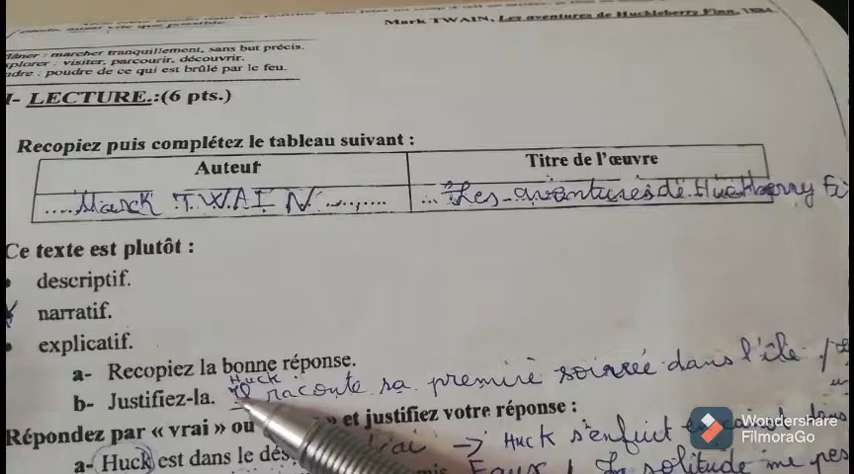 Mark TWAIN, Les aventures de Huckleberry Finn, 1884
flâner : marcher tranquillement, sans but précis.
explorer : visiter, parcourir, découvrir.
poudre de ce qui est brûlé par le feu.
I- LECTURE.:(6 pts.)
Recopiez puis complétez le tableau suivant :
Auteur
Titre de l'œuvre
Marck TWAIN
Les aventures de Huckberry Fi
Ce texte est plutôt :
descriptif.
narratif.
explicatif.
a- Recopiez la bonne réponse.
b- Justifiez-la. Huck raconte sa premire soirée dans l'île
Répondez par « vrai » ou » et justifiez votre réponse :
a- Huck est dans le dés vrai → Huck s'enfuit dans
Faux La solitude me pes
Wondershare
FilmoraGo